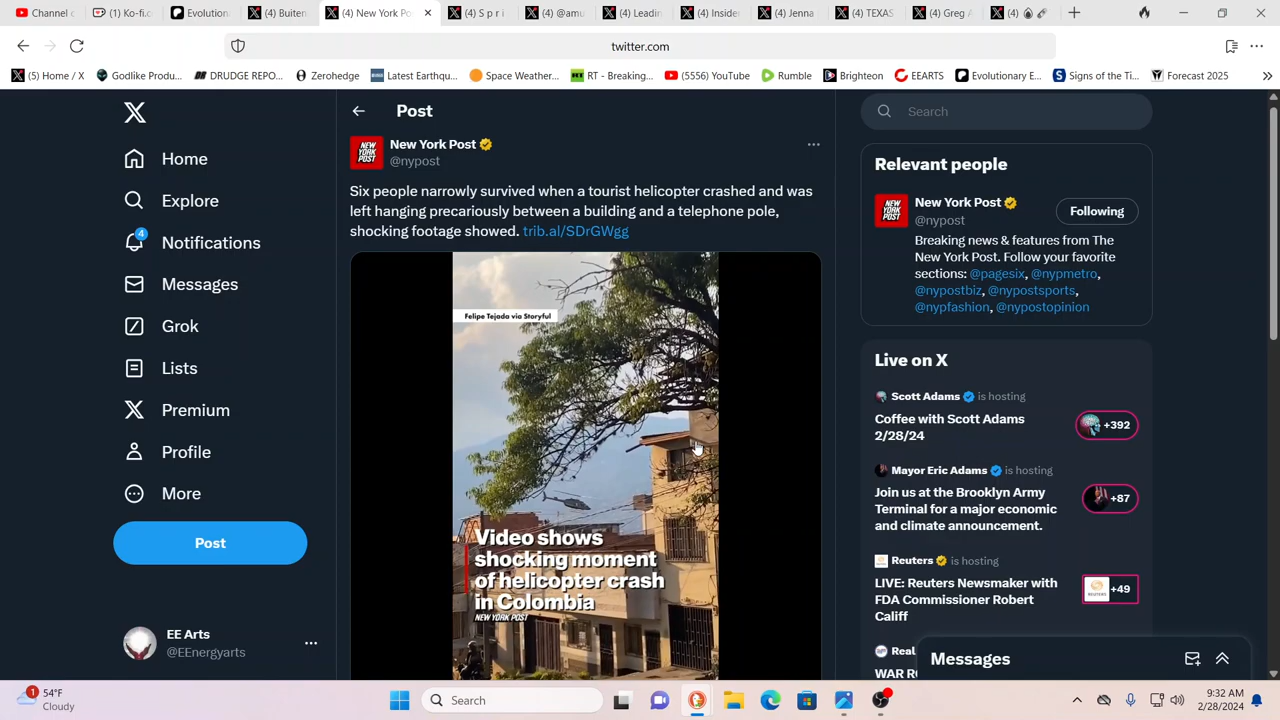 Channel c
(1) Ko-fi.c
Evolution
(4) Buiten
(4) New York Po
(4) S p r i
(4) @amu
(4) Leadin
(4) Insider
(4) Jenna
(4) TEXAS
(4) Greg A
(4)
twitter.com
(5) Home / X
Godlike Produ...
DRUDGE REPO...
Zerohedge
Latest Earthqu...
Space Weather...
RT - Breaking...
(5556) YouTube
Rumble
Brighteon
EEARTS
Evolutionary E...
Signs of the Ti...
Forecast 2025
Home
Explore
4
Notifications
Messages
Grok
Lists
Premium
Profile
More
Post
EE Arts
@EEnergyarts
Post
New York Post
@nypost
Six people narrowly survived when a tourist helicopter crashed and was
left hanging precariously between a building and a telephone pole,
shocking footage showed. trib.al/SDrGWgg
Felipe Tejada via Storyful
Video shows
shocking moment
of helicopter crash
in Colombia
NEW YORK POST
Search
Relevant people
New York Post
@nypost
Following
Breaking news & features from The
New York Post. Follow your favorite
sections: @pagesix, @nypmetro,
@nypostbiz, @nypostsports,
@nypfashion, @nypostopinion
Live on X
Scott Adams is hosting
Coffee with Scott Adams
2/28/24
+392
Mayor Eric Adams is hosting
Join us at the Brooklyn Army
Terminal for a major economic
and climate announcement.
+87
Reuters is hosting
LIVE: Reuters Newsmaker with
FDA Commissioner Robert
Califf
+49
Real
WAR RO
Messages
1
54°F
Cloudy
Search
9:32 AM
2/28/2024